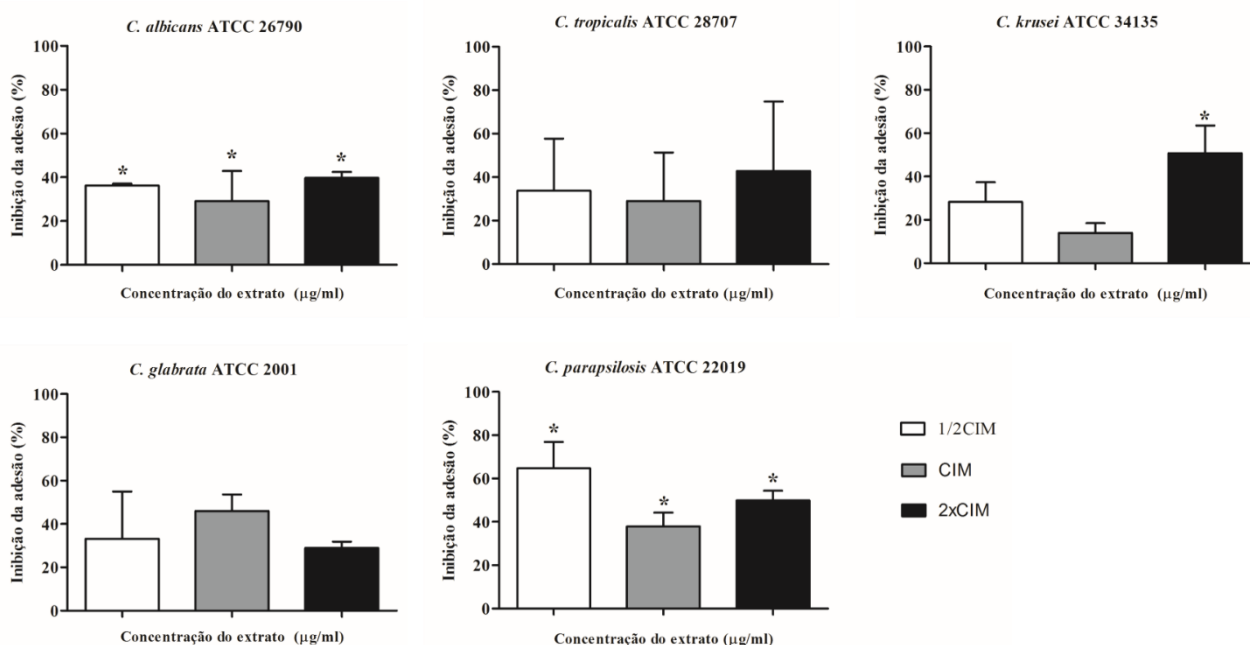 C. albicans ATCC 26790
Inibição da adesão (%)
100
80
60
40
20
0
*
*
*
Concentração do extrato (µg/ml)
C. tropicalis ATCC 28707
Inibição da adesão (%)
100
80
60
40
20
0
Concentração do extrato (µg/ml)
C. krusei ATCC 34135
Inibição da adesão (%)
100
80
60
40
20
0
*
Concentração do extrato (µg/ml)
C. glabrata ATCC 2001
Inibição da adesão (%)
100
80
60
40
20
0
Concentração do extrato (µg/ml)
C. parapsilosis ATCC 22019
Inibição da adesão (%)
100
80
60
40
20
0
*
*
*
Concentração do extrato (µg/ml)
1/2CIM
CIM
2xCIM